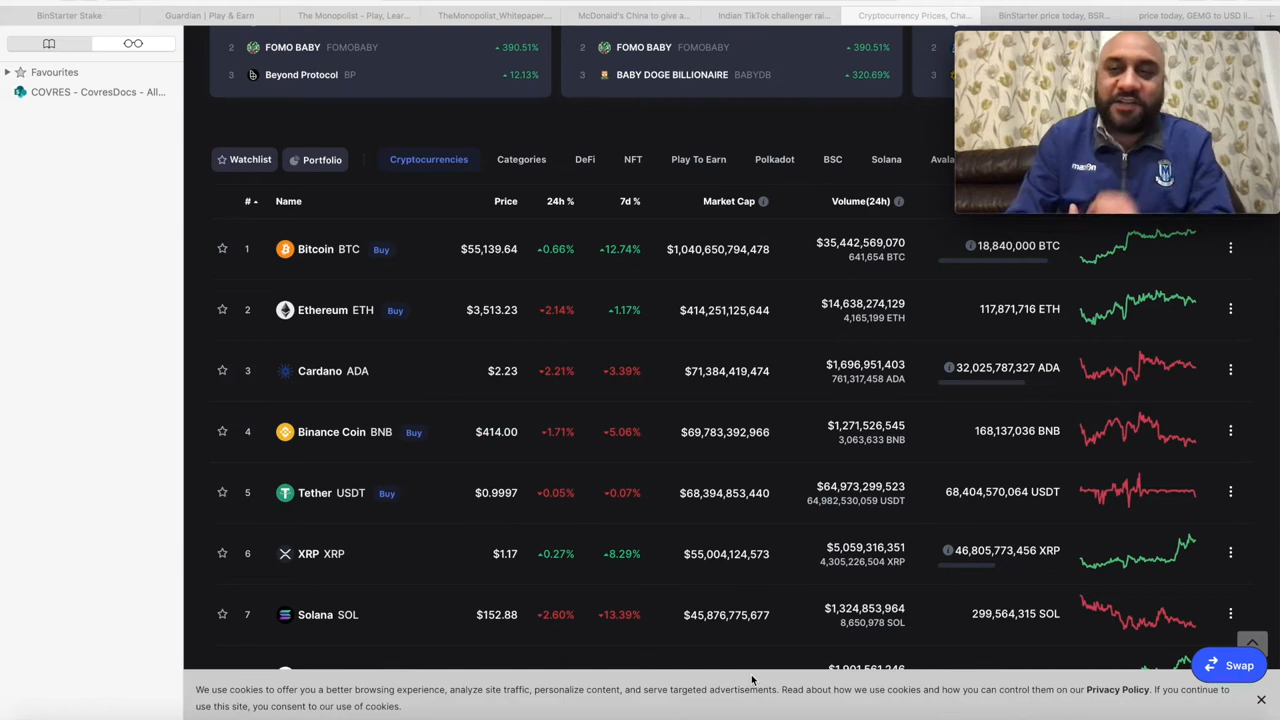 BinStarter Stake
Guardian | Play & Earn
The Monopolist - Play, Lear...
TheMonopolist_Whitepaper,...
McDonald's China to give a...
Indian TikTok challenger rai...
Cryptocurrency Prices, Cha...
BinStarter price today, BSR...
price today, GEMG to USD li...
Favourites
COVRES - CovresDocs - All...
2 FOMO BABY FOMOBABY 390.51%
3 Beyond Protocol BP 12.13%
2 FOMO BABY FOMOBABY 390.51%
3 BABY DOGE BILLIONAIRE BABYDB 320.69%
2
3
Watchlist Portfolio Cryptocurrencies Categories DeFi NFT Play To Earn Polkadot BSC Solana Avala
# Name Price 24h % 7d % Market Cap Volume(24h)
1 Bitcoin BTC Buy $55,139.64 0.66% 12.74% $1,040,650,794,478 $35,442,569,070 18,840,000 BTC
641,654 BTC
2 Ethereum ETH Buy $3,513.23 2.14% 1.17% $414,251,125,644 $14,638,274,129 117,871,716 ETH
4,165,199 ETH
3 Cardano ADA $2.23 2.21% 3.39% $71,384,419,474 $1,696,951,403 32,025,787,327 ADA
761,317,458 ADA
4 Binance Coin BNB Buy $414.00 1.71% 5.06% $69,783,392,966 $1,271,526,545 168,137,036 BNB
3,063,633 BNB
5 Tether USDT Buy $0.9997 0.05% 0.07% $68,394,853,440 $64,973,299,523 68,404,570,064 USDT
64,982,530,059 USDT
6 XRP XRP $1.17 0.27% 8.29% $55,004,124,573 $5,059,316,351 46,805,773,456 XRP
4,305,226,504 XRP
7 Solana SOL $152.88 2.60% 13.39% $45,876,775,677 $1,324,853,964 299,564,315 SOL
8,650,978 SOL
Swap
We use cookies to offer you a better browsing experience, analyze site traffic, personalize content, and serve targeted advertisements. Read about how we use cookies and how you can control them on our Privacy Policy. If you continue to
use this site, you consent to our use of cookies.